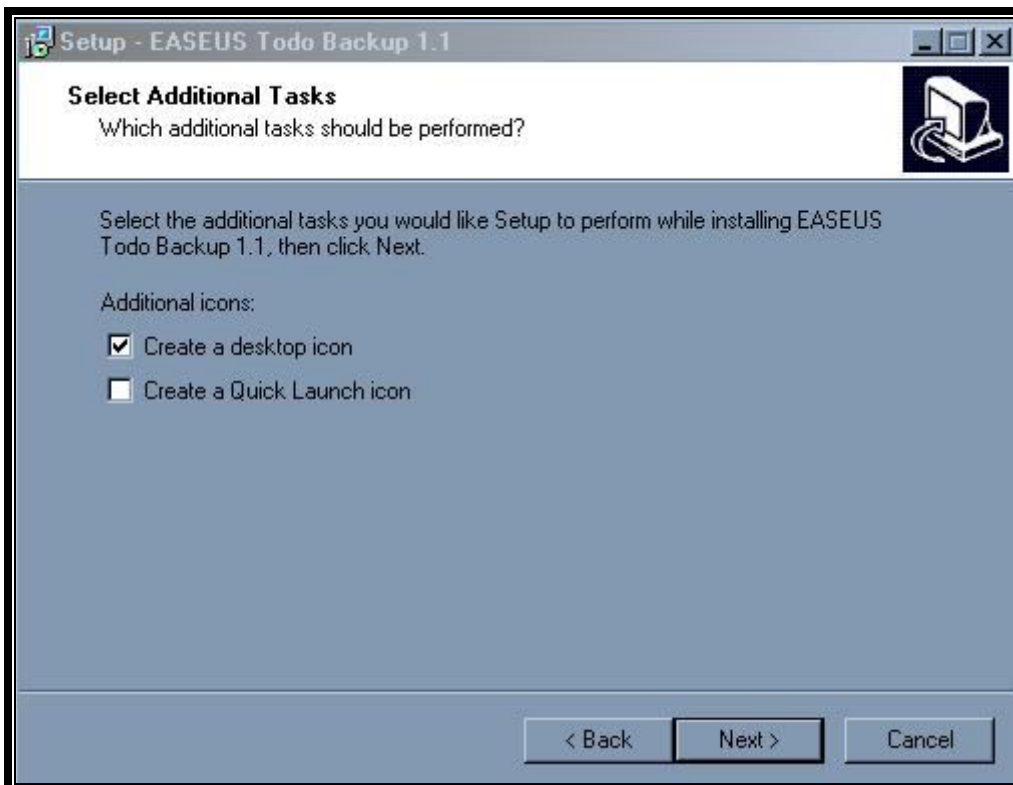 Setup - EASEUS Todo Backup 1.1
Select Additional Tasks
Which additional tasks should be performed?
Select the additional tasks you would like Setup to perform while installing EASEUS
Todo Backup 1.1, then click Next.
Additional icons:
Create a desktop icon
Create a Quick Launch icon
< Back Next > Cancel